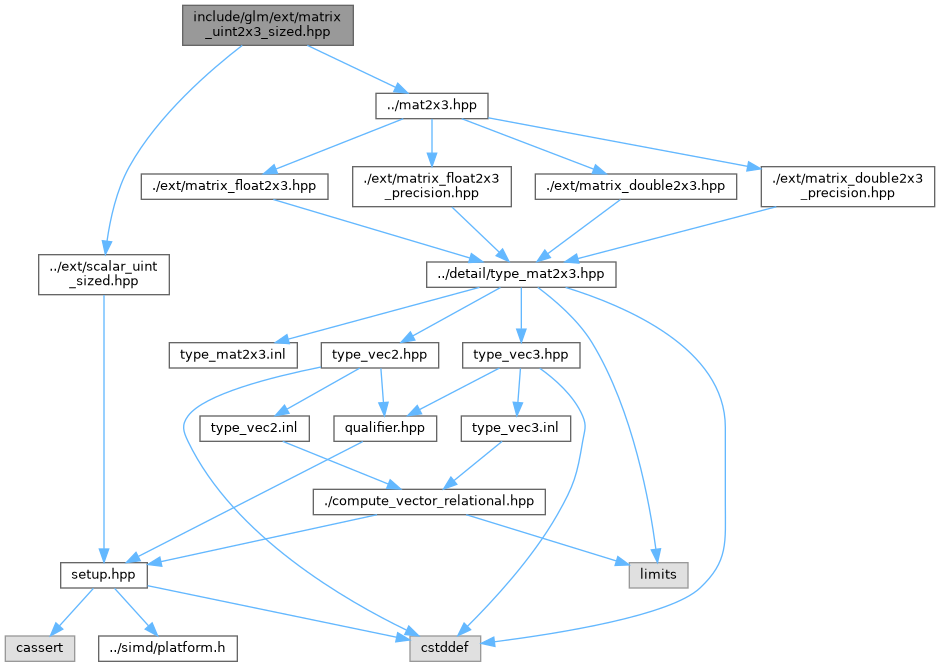 include/glm/ext/matrix
_uint2x3_sized.hpp
../mat2x3.hpp
./ext/matrix_float2x3.hpp
./ext/matrix_float2x3
_precision.hpp
./ext/matrix_double2x3.hpp
./ext/matrix_double2x3
_precision.hpp
../ext/scalar_uint
_sized.hpp
../detail/type_mat2x3.hpp
type_mat2x3.inl
type_vec2.hpp
type_vec3.hpp
type_vec2.inl
qualifier.hpp
type_vec3.inl
./compute_vector_relational.hpp
setup.hpp
limits
cassert
../simd/platform.h
cstddef